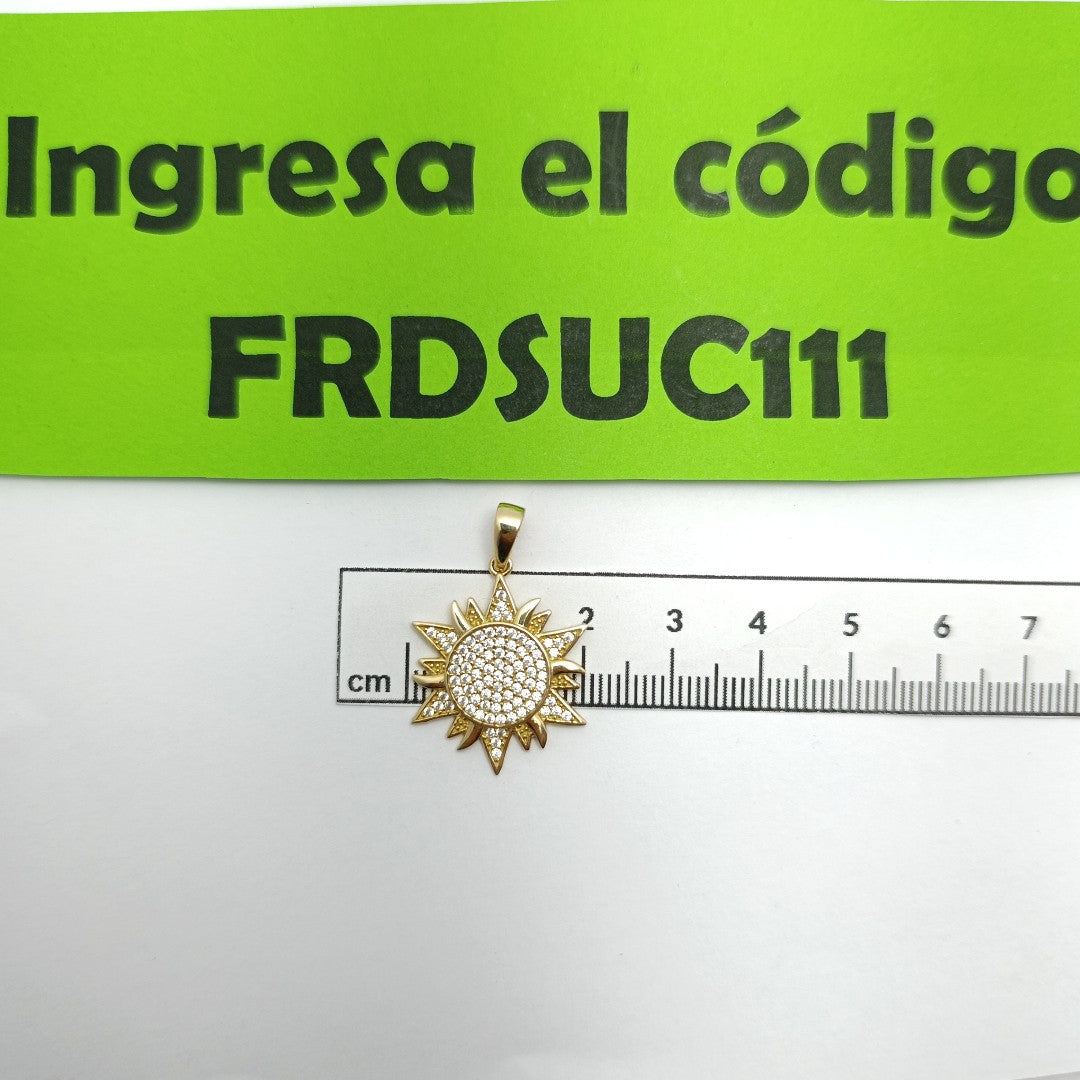 Ingresa el código
FRDSUC111
2 3 4 5 6 7
cm